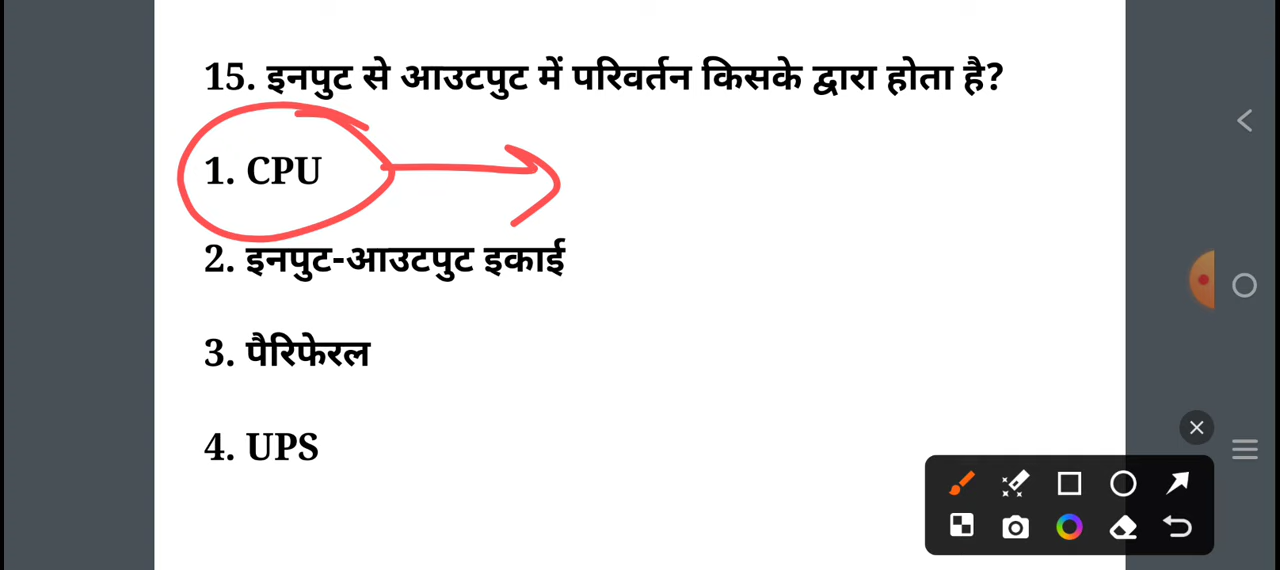 15. इनपुट से आउटपुट में परिवर्तन किसके द्वारा होता है?
1. CPU
2. इनपुट-आउटपुट इकाई
3. पैरिफेरल
4. UPS